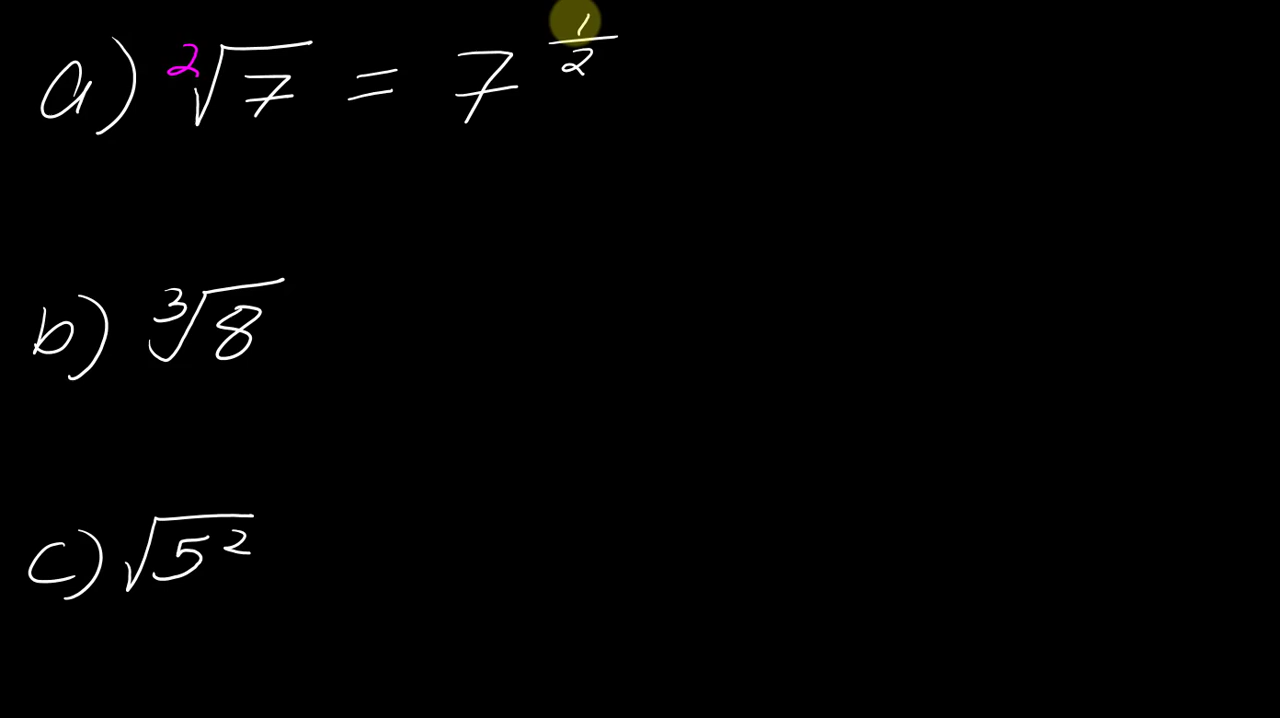 a) ²√7 = 7^(1/2)
b) ³√8
c) √5²